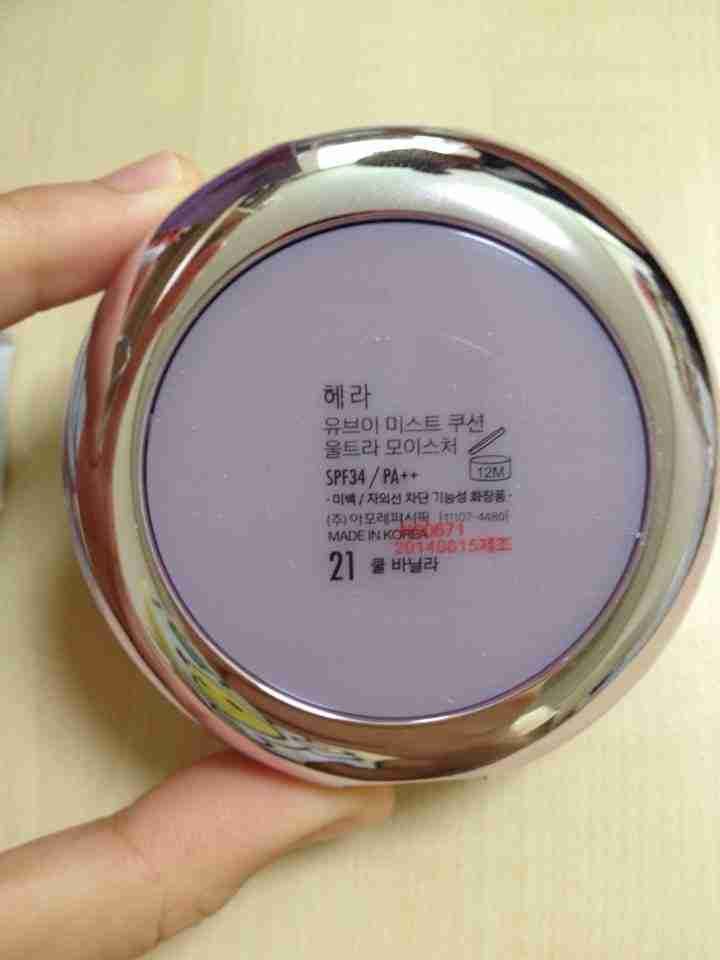 헤라
유브이 미스트 쿠션
울트라 모이스처
SPF34 / PA++
12M
- 미백 / 자외선 차단 기능성 화장품 -
(주) 아모레퍼시픽 (11107-4480)
MADE IN KOREA
20140815제조
21 쿨 바닐라